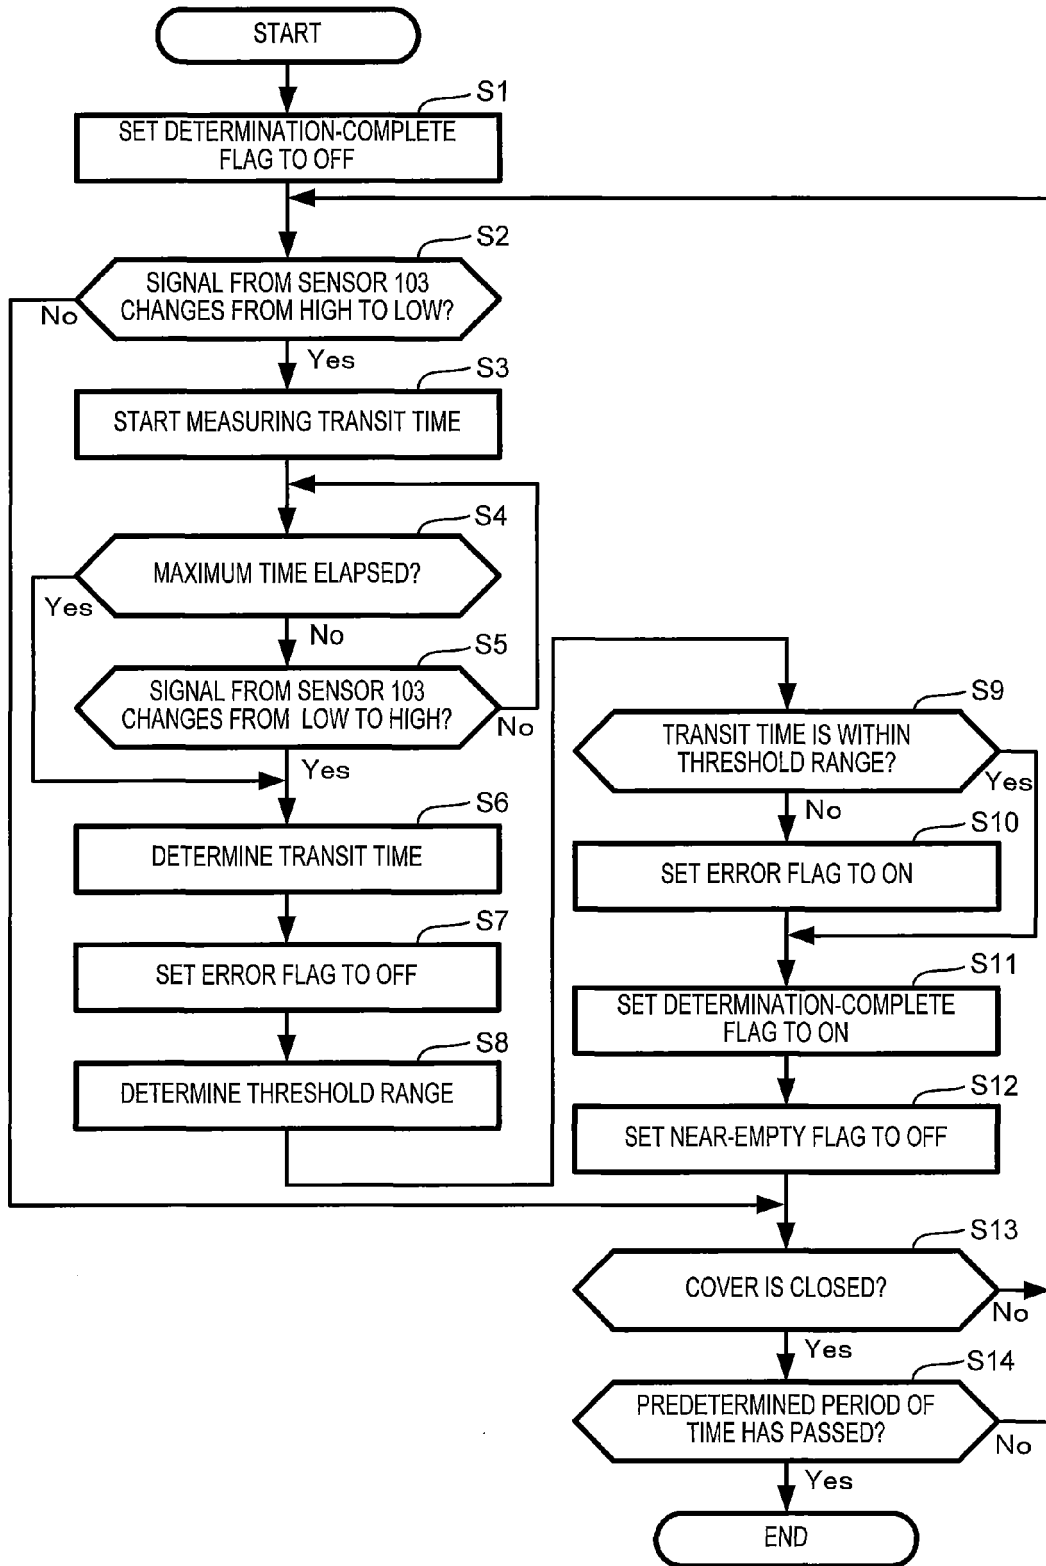 START
S1
SET DETERMINATION-COMPLETE
FLAG TO OFF
S2
SIGNAL FROM SENSOR 103
CHANGES FROM HIGH TO LOW?
No
Yes
S3
START MEASURING TRANSIT TIME
S4
MAXIMUM TIME ELAPSED?
Yes
No
S5
SIGNAL FROM SENSOR 103
CHANGES FROM LOW TO HIGH?
No
Yes
S6
DETERMINE TRANSIT TIME
S7
SET ERROR FLAG TO OFF
S8
DETERMINE THRESHOLD RANGE
S9
TRANSIT TIME IS WITHIN
THRESHOLD RANGE?
Yes
No
S10
SET ERROR FLAG TO ON
S11
SET DETERMINATION-COMPLETE
FLAG TO ON
S12
SET NEAR-EMPTY FLAG TO OFF
S13
COVER IS CLOSED?
No
Yes
S14
PREDETERMINED PERIOD OF
TIME HAS PASSED?
No
Yes
END